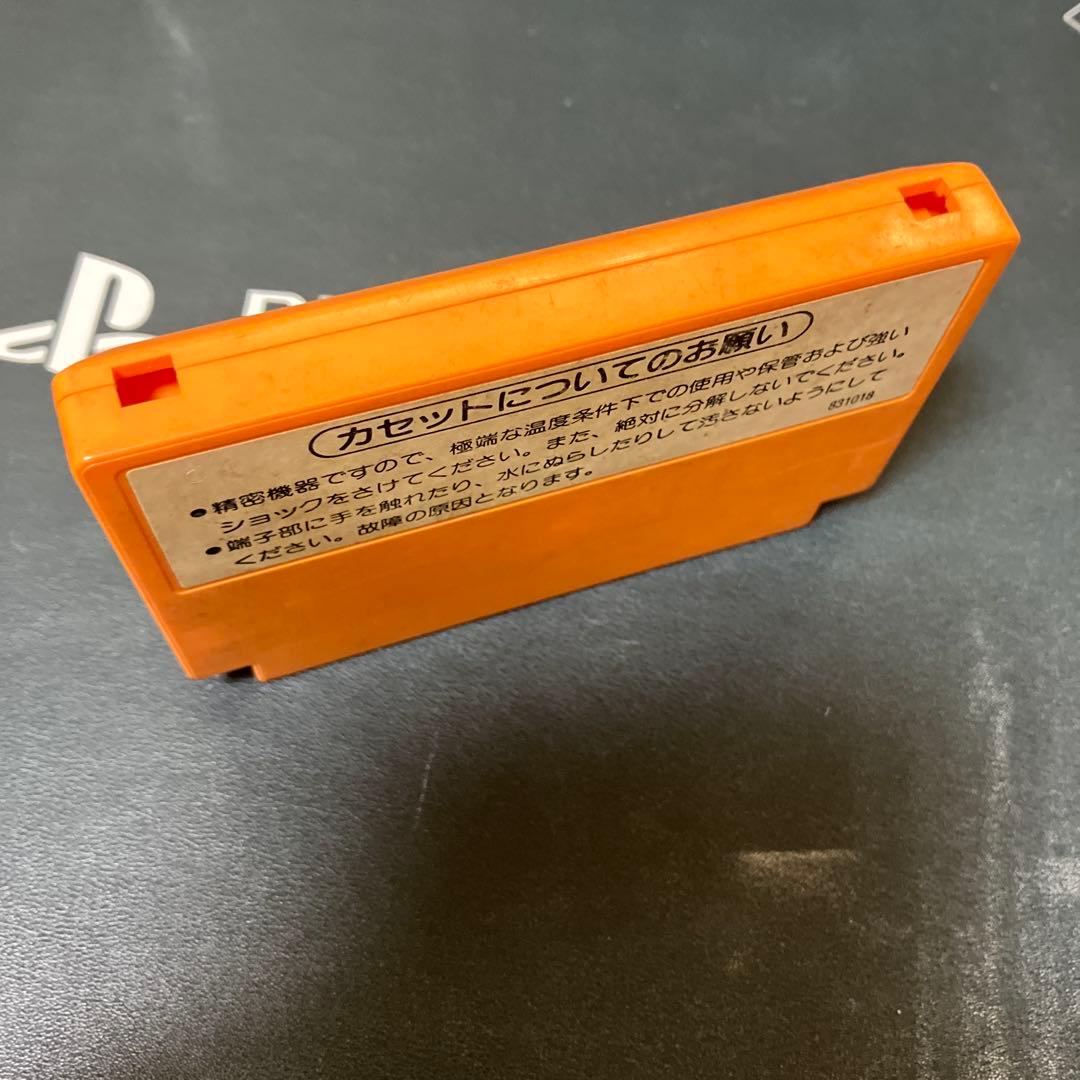 カセットについてのお願い
●精密機器ですので、極端な温度条件下での使用や保管および強い
ショックをさけてください。また、絶対に分解しないでください。
●端子部に手を触れたり、水にぬらしたりして汚さないようにして
ください。故障の原因となります。
831018